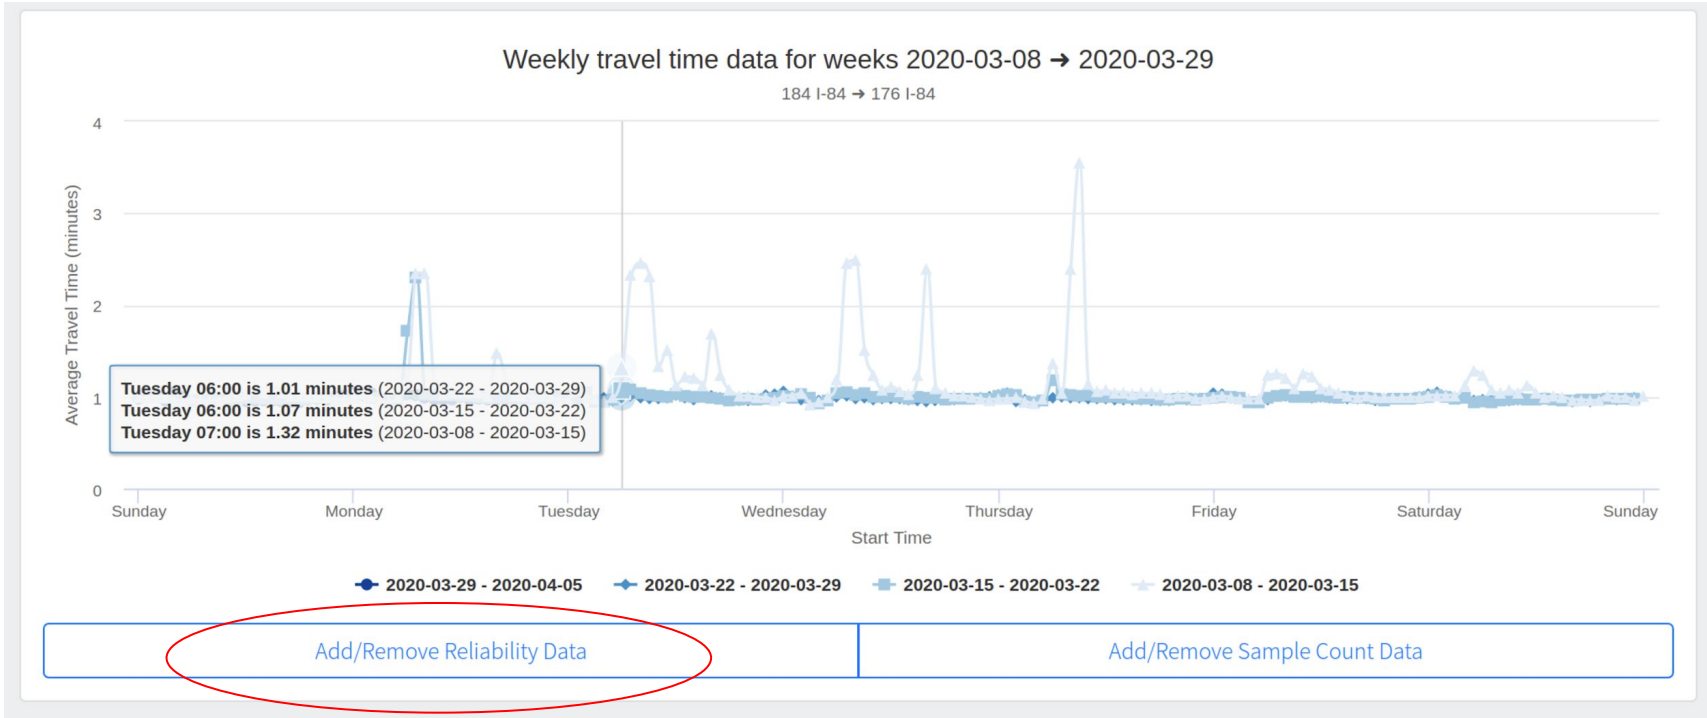 Weekly travel time data for weeks 2020-03-08 ➜ 2020-03-29
184 I-84 ➜ 176 I-84
Average Travel Time (minutes)
4
3
2
1
0
Tuesday 06:00 is 1.01 minutes (2020-03-22 - 2020-03-29)
Tuesday 06:00 is 1.07 minutes (2020-03-15 - 2020-03-22)
Tuesday 07:00 is 1.32 minutes (2020-03-08 - 2020-03-15)
Sunday Monday Tuesday Wednesday Thursday Friday Saturday Sunday
Start Time
2020-03-29 - 2020-04-05 2020-03-22 - 2020-03-29 2020-03-15 - 2020-03-22 2020-03-08 - 2020-03-15
Add/Remove Reliability Data Add/Remove Sample Count Data